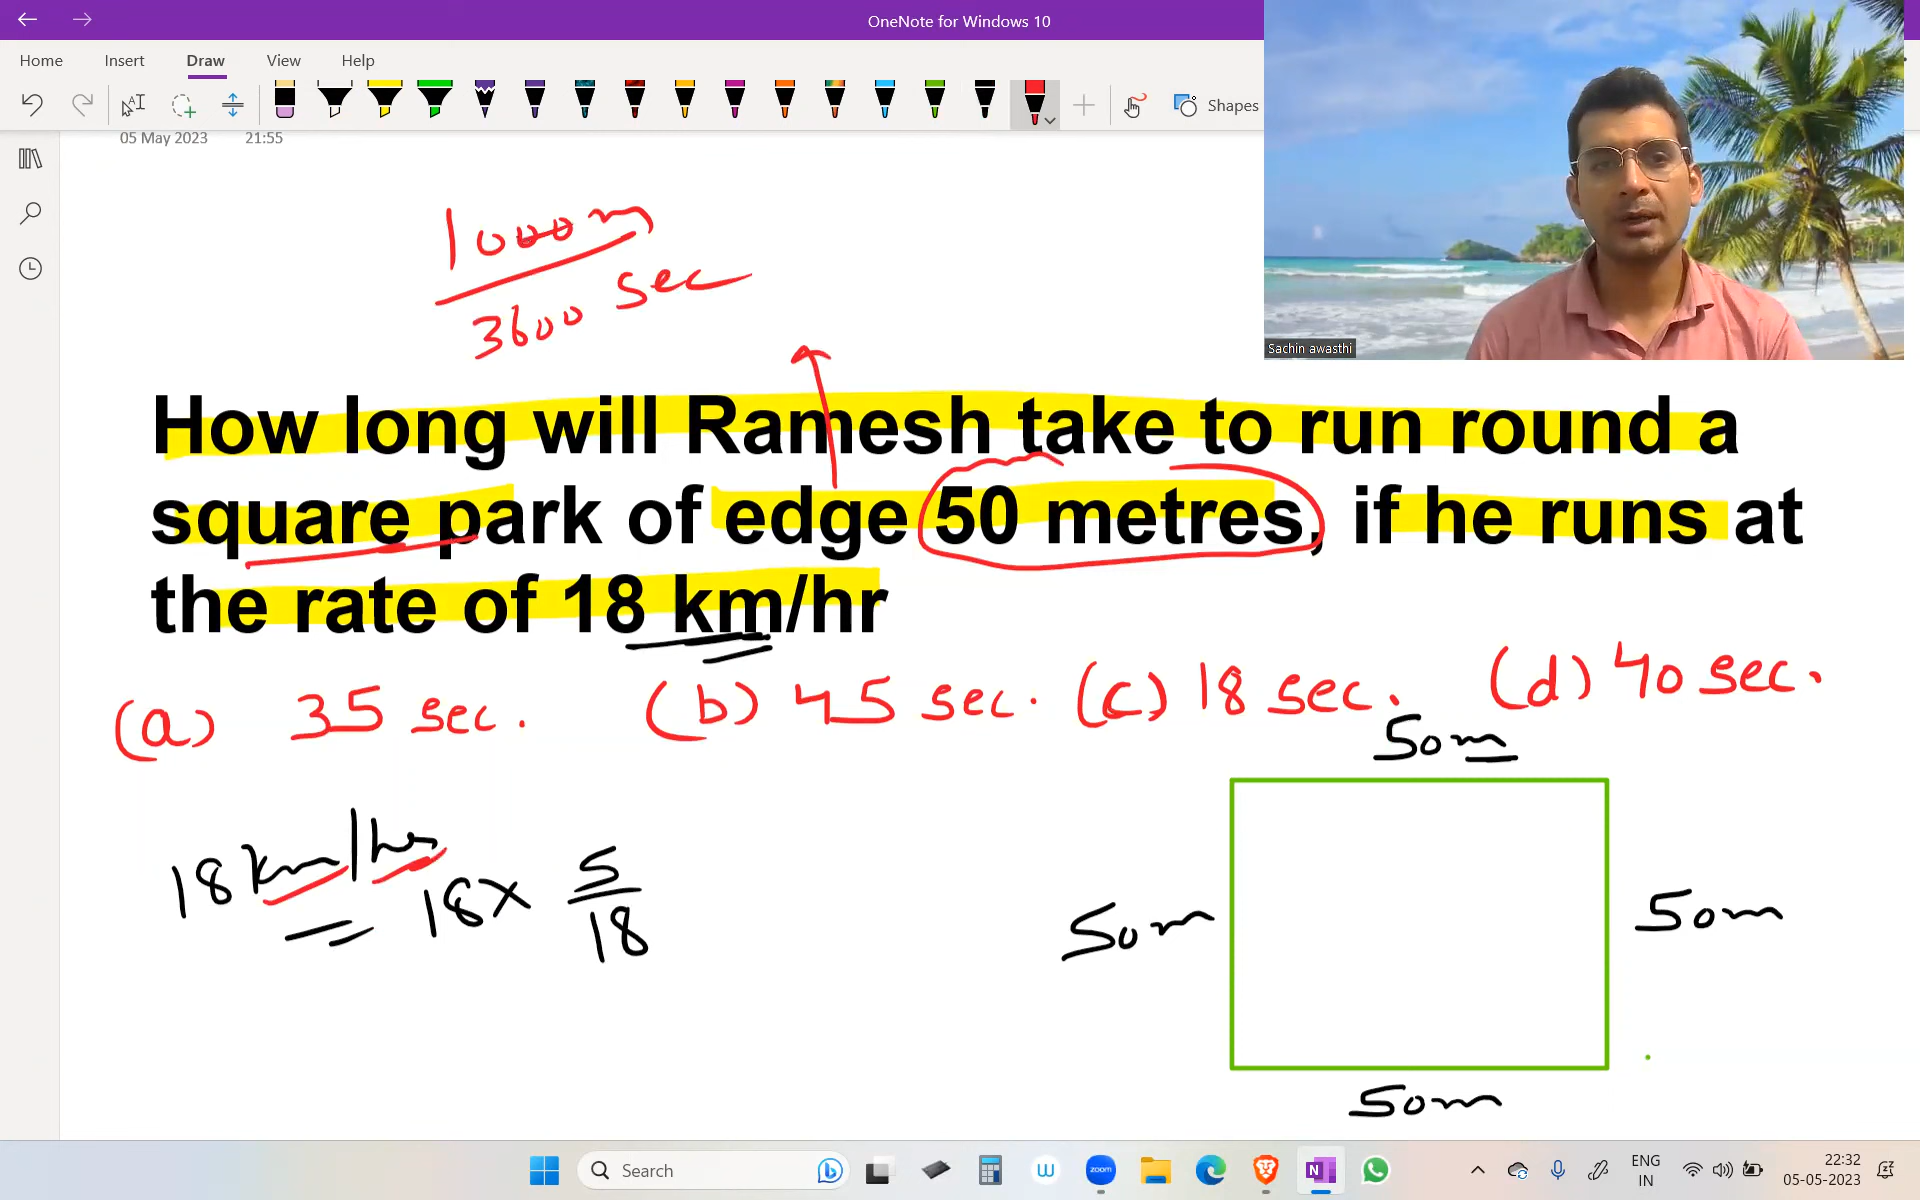 OneNote for Windows 10
Home Insert Draw View Help
Shapes
05 May 2023 21:55
1000m
3600 sec
How long will Ramesh take to run round a
square park of edge 50 metres, if he runs at
the rate of 18 km/hr
(a) 35 sec. (b) 45 sec. (c) 18 sec. (d) 40 sec.
50m
18 km/hr 18 × 5/18
50m 50m
50m
Sachin awasthi
Search
zoom
N
ENG
IN
22:32
05-05-2023